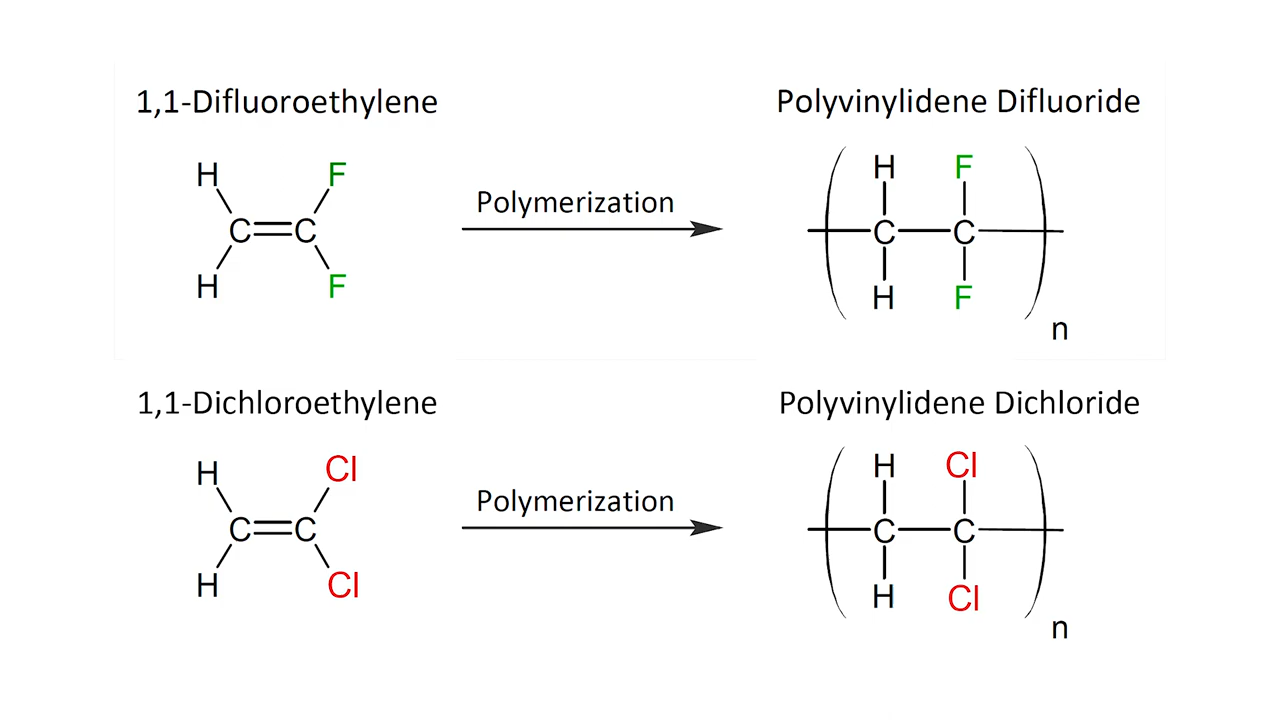 1,1-Difluoroethylene
Polyvinylidene Difluoride
H F
C C
H F
Polymerization
H F
C C
H F
n
1,1-Dichloroethylene
Polyvinylidene Dichloride
H Cl
C C
H Cl
Polymerization
H Cl
C C
H Cl
n